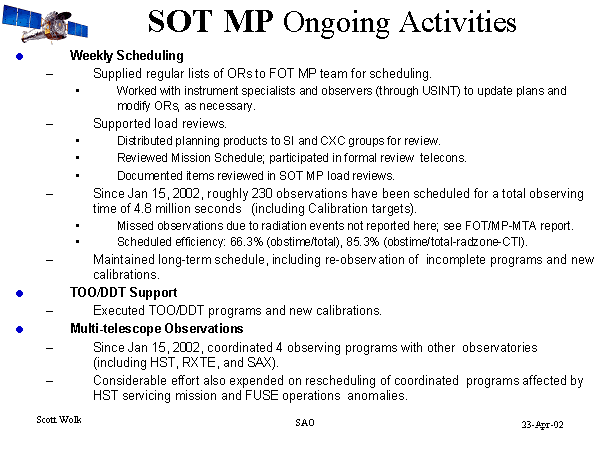 SOT MP Ongoing Activities
● Weekly Scheduling
– Supplied regular lists of ORs to FOT MP team for scheduling.
• Worked with instrument specialists and observers (through USINT) to update plans and
modify ORs, as necessary.
– Supported load reviews.
• Distributed planning products to SI and CXC groups for review.
• Reviewed Mission Schedule; participated in formal review telecons.
• Documented items reviewed in SOT MP load reviews.
– Since Jan 15, 2002, roughly 230 observations have been scheduled for a total observing
time of 4.8 million seconds (including Calibration targets).
• Missed observations due to radiation events not reported here; see FOT/MP-MTA report.
• Scheduled efficiency: 66.3% (obstime/total), 85.3% (obstime/total-radzone-CTI).
– Maintained long-term schedule, including re-observation of incomplete programs and new
calibrations.
● TOO/DDT Support
– Executed TOO/DDT programs and new calibrations.
● Multi-telescope Observations
– Since Jan 15, 2002, coordinated 4 observing programs with other observatories
(including HST, RXTE, and SAX).
– Considerable effort also expended on rescheduling of coordinated programs affected by
HST servicing mission and FUSE operations anomalies.
Scott Wolk SAO 23-Apr-02